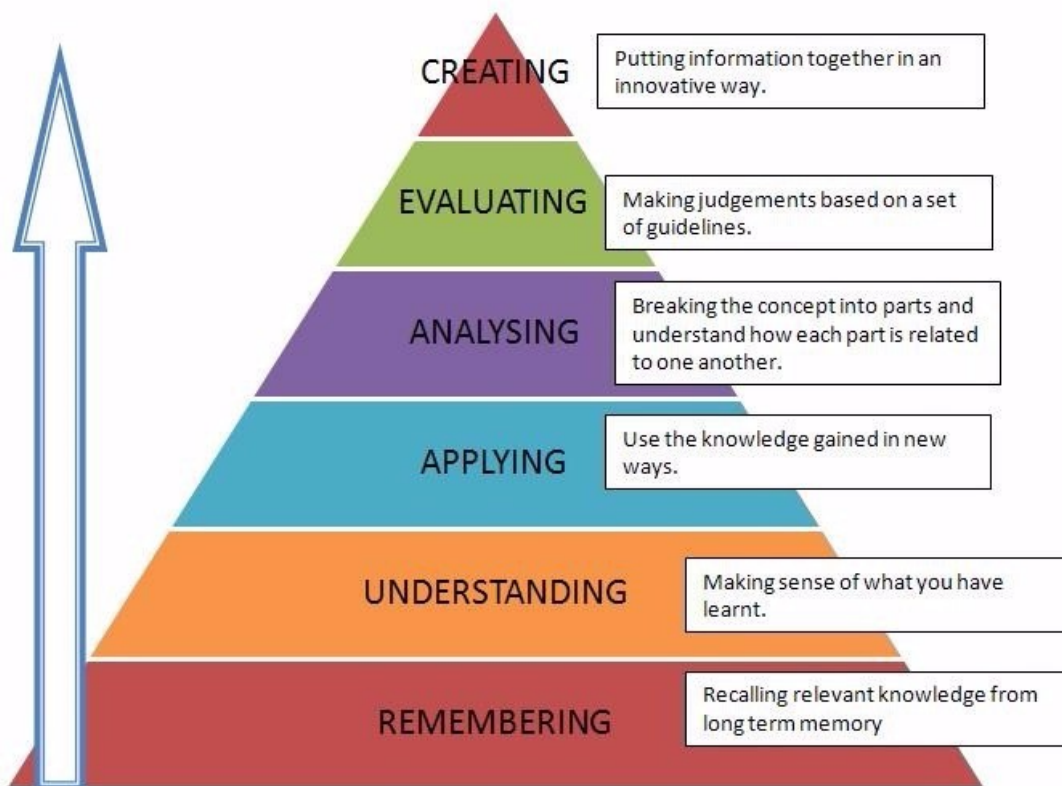 CREATING
Putting information together in an
innovative way.
EVALUATING
Making judgements based on a set
of guidelines.
ANALYSING
Breaking the concept into parts and
understand how each part is related
to one another.
APPLYING
Use the knowledge gained in new
ways.
UNDERSTANDING
Making sense of what you have
learnt.
REMEMBERING
Recalling relevant knowledge from
long term memory